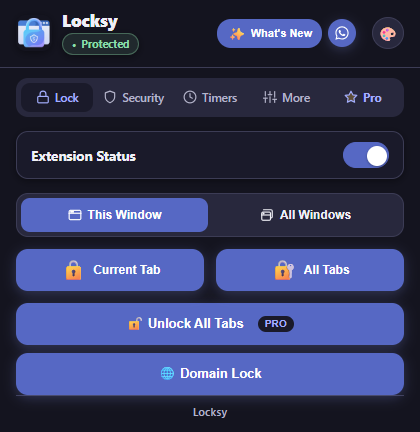 Locksy
• Protected
What's New
Lock
Security
Timers
More
Pro
Extension Status
This Window
All Windows
Current Tab
All Tabs
Unlock All Tabs PRO
Domain Lock
Locksy